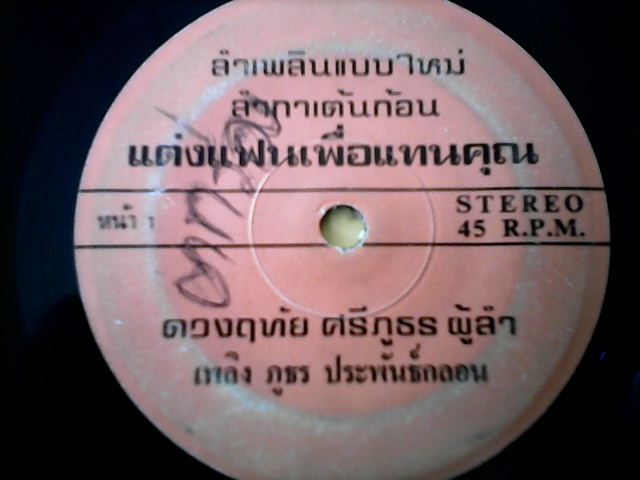 ลำเพลินแบบใหม่
ลำกาเต้นก้อน
แต่งแฟนเพื่อแทนคุณ
หน้า 1
STEREO
45 R.P.M.
ดวงฤทัย ศรีภูธร ผู้ลำ
เพลิง ภูธร ประพันธ์กลอน